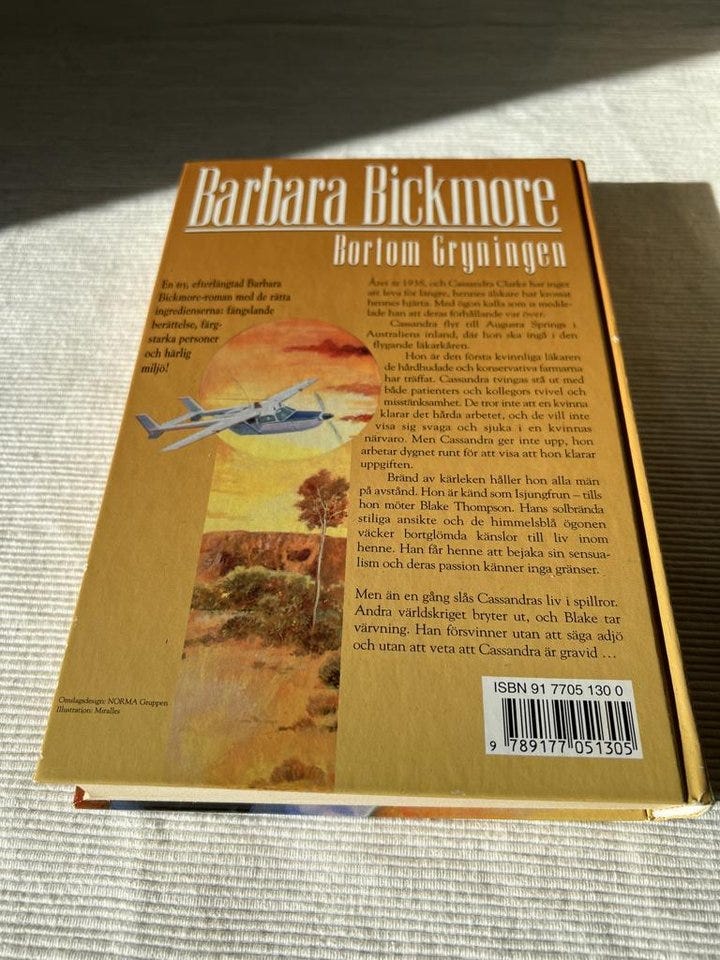 Barbara Bickmore
Bortom Gryningen
En ny, efterlängtad Barbara
Bickmore-roman med de rätta
ingredienserna: fängslande
berättelse, färg-
starka personer
och härlig
miljö!
Året är 1938, och Cassandra Clarke har inget
att leva för längre, hennes älskare har krossat
hennes hjärta. Med ögon kalla som is medde-
lade han att deras förhållande var över.
Cassandra flyr till Augusta Springs i
Australiens inland, där hon ska ingå i den
flygande läkarkåren.
Hon är den första kvinnliga läkaren
de hårdhudade och konservativa farmarna
har träffat. Cassandra tvingas stå ut med
både patienters och kollegors tvivel och
misstänksamhet. De tror inte att en kvinna
klarar det hårda arbetet, och de vill inte
visa sig svaga och sjuka i en kvinnas
närvaro. Men Cassandra ger inte upp, hon
arbetar dygnet runt för att visa att hon klarar
uppgiften.
Bränd av kärleken håller hon alla män
på avstånd. Hon är känd som Isjungfrun – tills
hon möter Blake Thompson. Hans solbrända
stiliga ansikte och de himmelsblå ögonen
väcker bortglömda känslor till liv inom
henne. Han får henne att bejaka sin sensua-
lism och deras passion känner inga gränser.
Men än en gång slås Cassandras liv i spillror.
Andra världskriget bryter ut, och Blake tar
värvning. Han försvinner utan att säga adjö
och utan att veta att Cassandra är gravid ...
Omslagsdesign: NORMA Gruppen
Illustration: Miralles
ISBN 91 7705 130 0
9 789177 051305